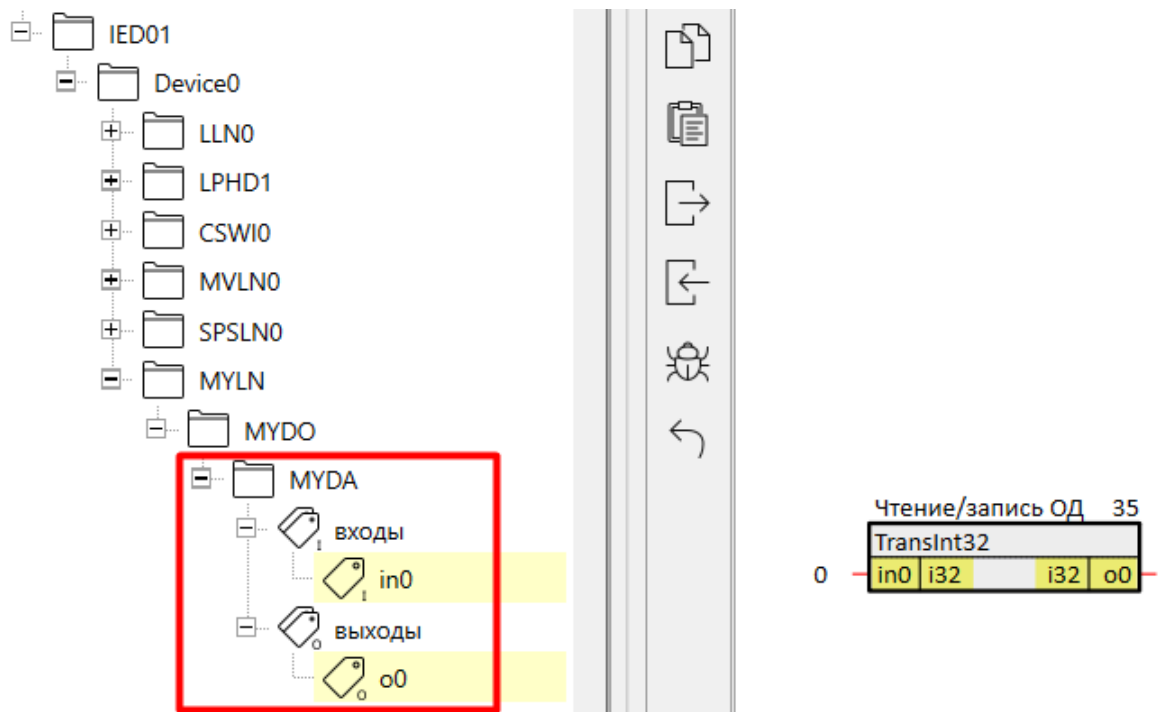 IED01
Device0
LLN0
LPHD1
CSWI0
MVLN0
SPSLN0
MYLN
MYDO
MYDA
I входы
I in0
O выходы
O o0
Чтение/запись ОД 35
TransInt32
0 in0 i32 i32 o0